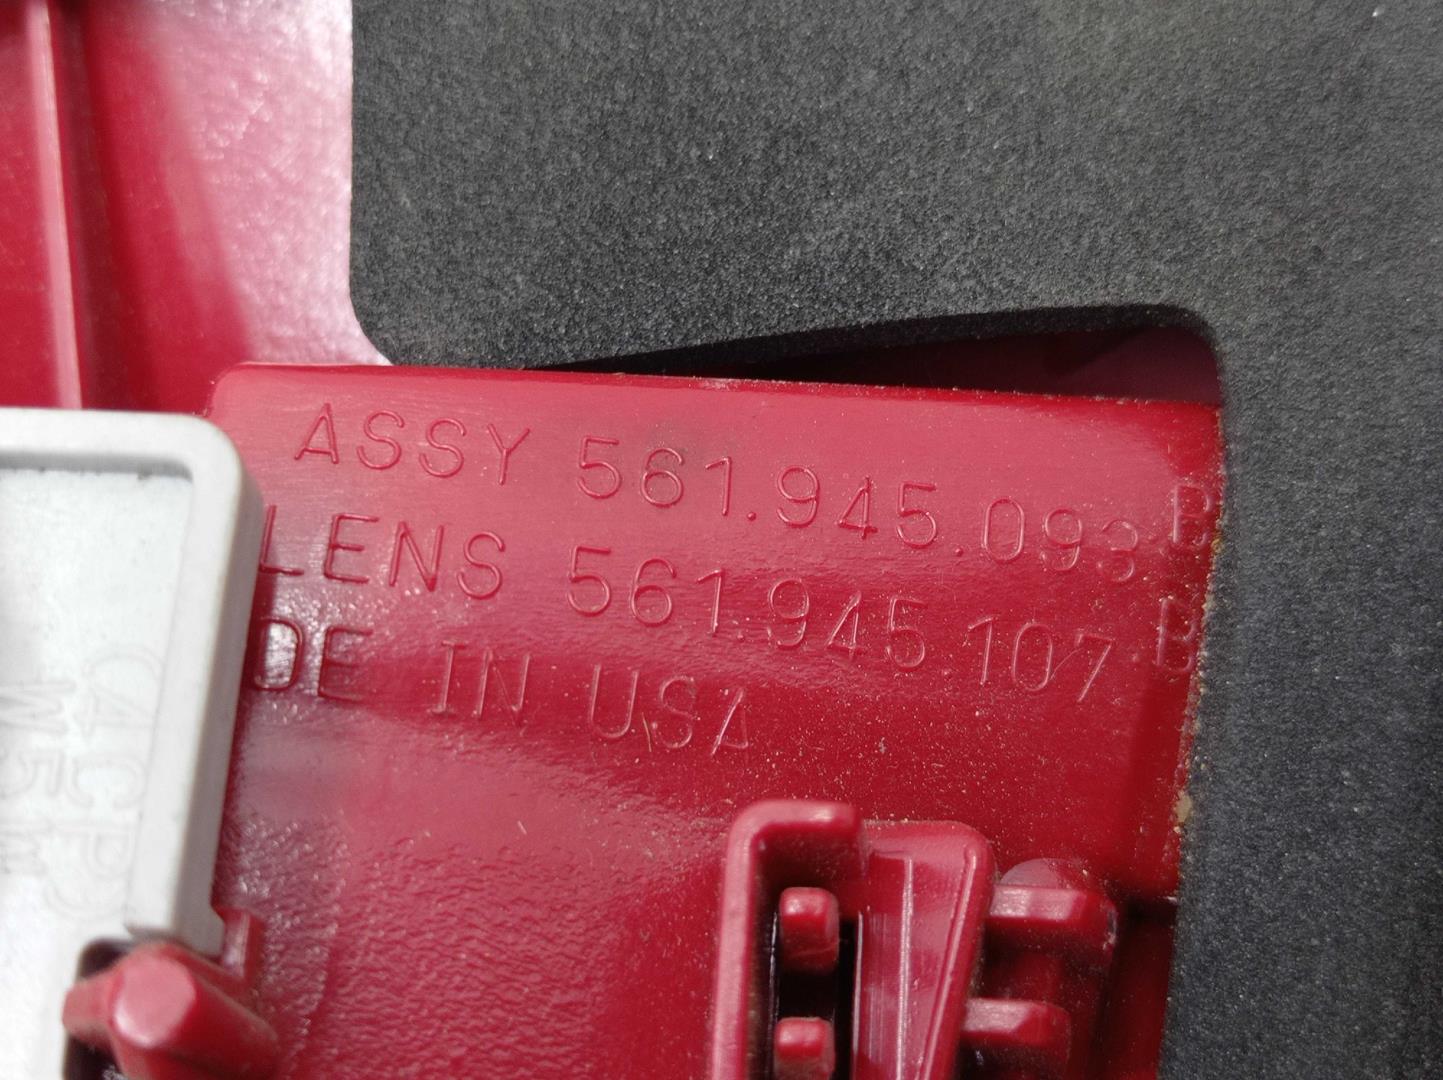 ASSY 561.945.093 B
LENS 561.945.107 B
DE IN USA